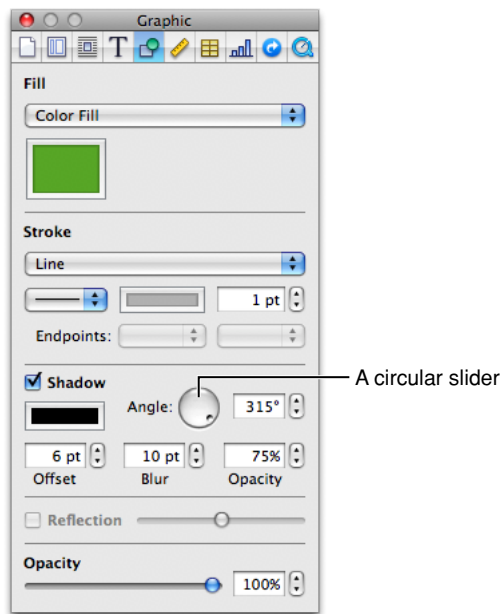 Graphic
T
Fill
Color Fill
Stroke
Line
1 pt
Endpoints:
Shadow
Angle: 315°
A circular slider
6 pt 10 pt 75%
Offset Blur Opacity
Reflection
Opacity
100%